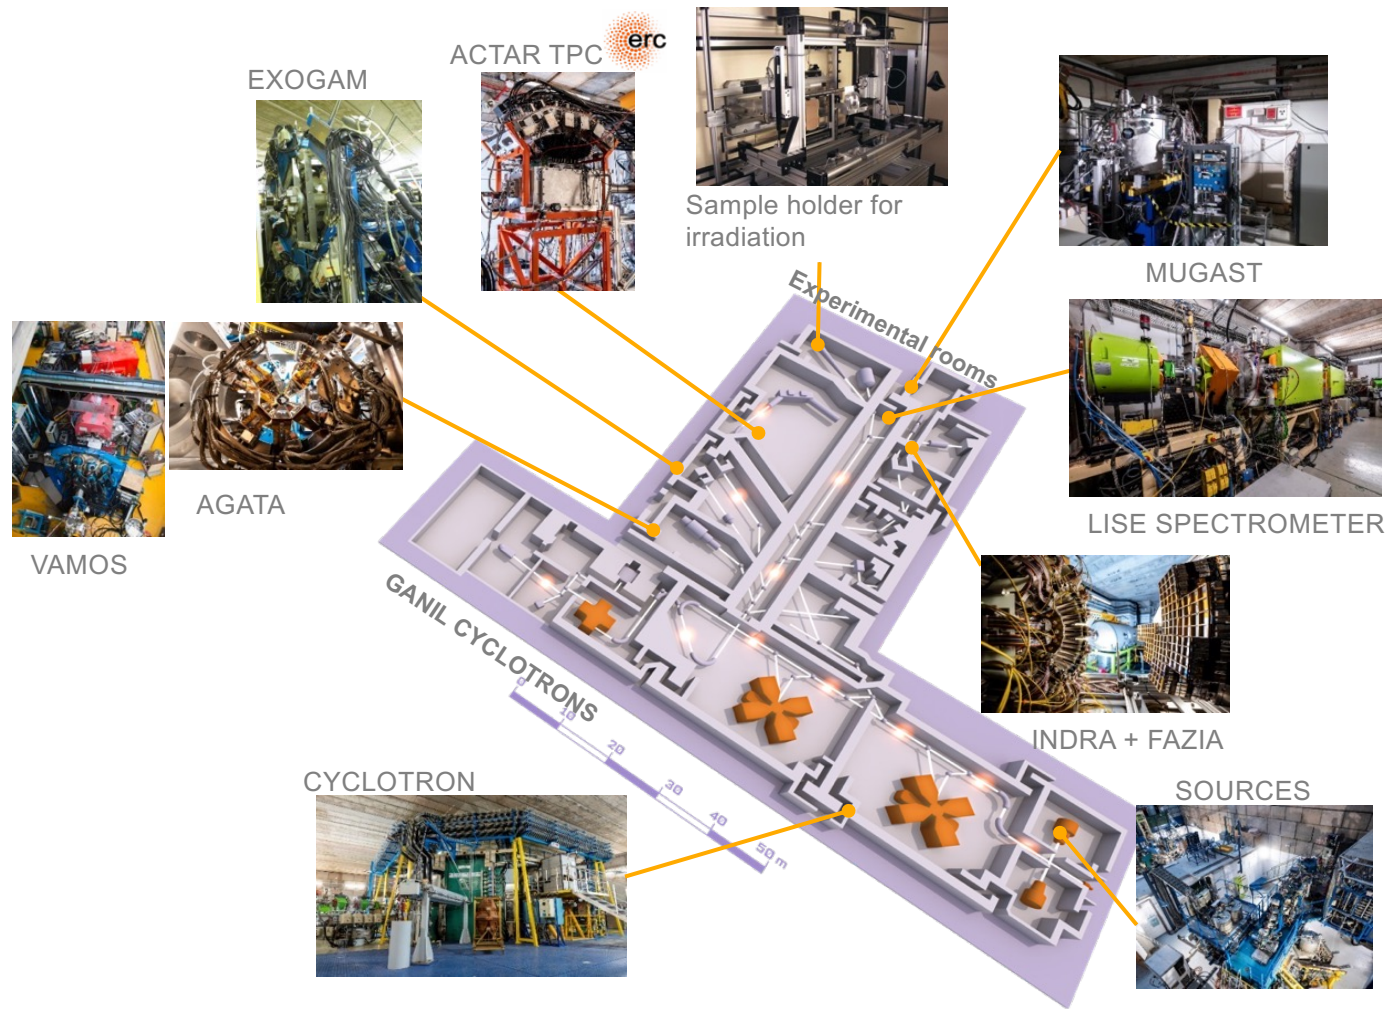 ACTAR TPC
erc
EXOGAM
Sample holder for
irradiation
MUGAST
Experimental rooms
AGATA
VAMOS
LISE SPECTROMETER
GANIL CYCLOTRONS
INDRA + FAZIA
0
10
20
30
40
50 m
CYCLOTRON
SOURCES